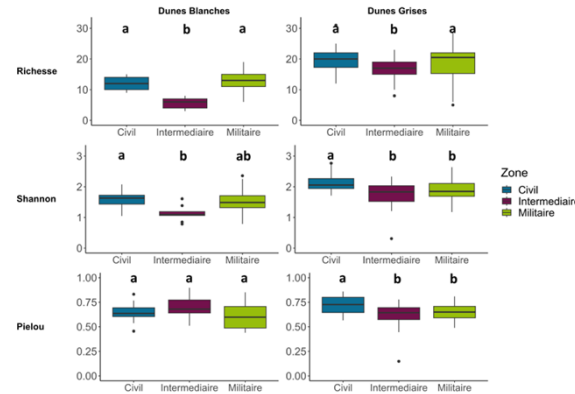 Dunes Blanches
Dunes Grises
Richesse
a b a
30
20
10
0
Civil Intermediaire Militaire
a b a
30
20
10
0
Civil Intermediaire Militaire
Shannon
a b ab
3
2
1
0
Civil Intermediaire Militaire
a b b
3
2
1
0
Civil Intermediaire Militaire
Pielou
a a a
1.00
0.75
0.50
0.25
0.00
Civil Intermediaire Militaire
a b b
1.00
0.75
0.50
0.25
0.00
Civil Intermediaire Militaire
Zone
Civil
Intermediaire
Militaire